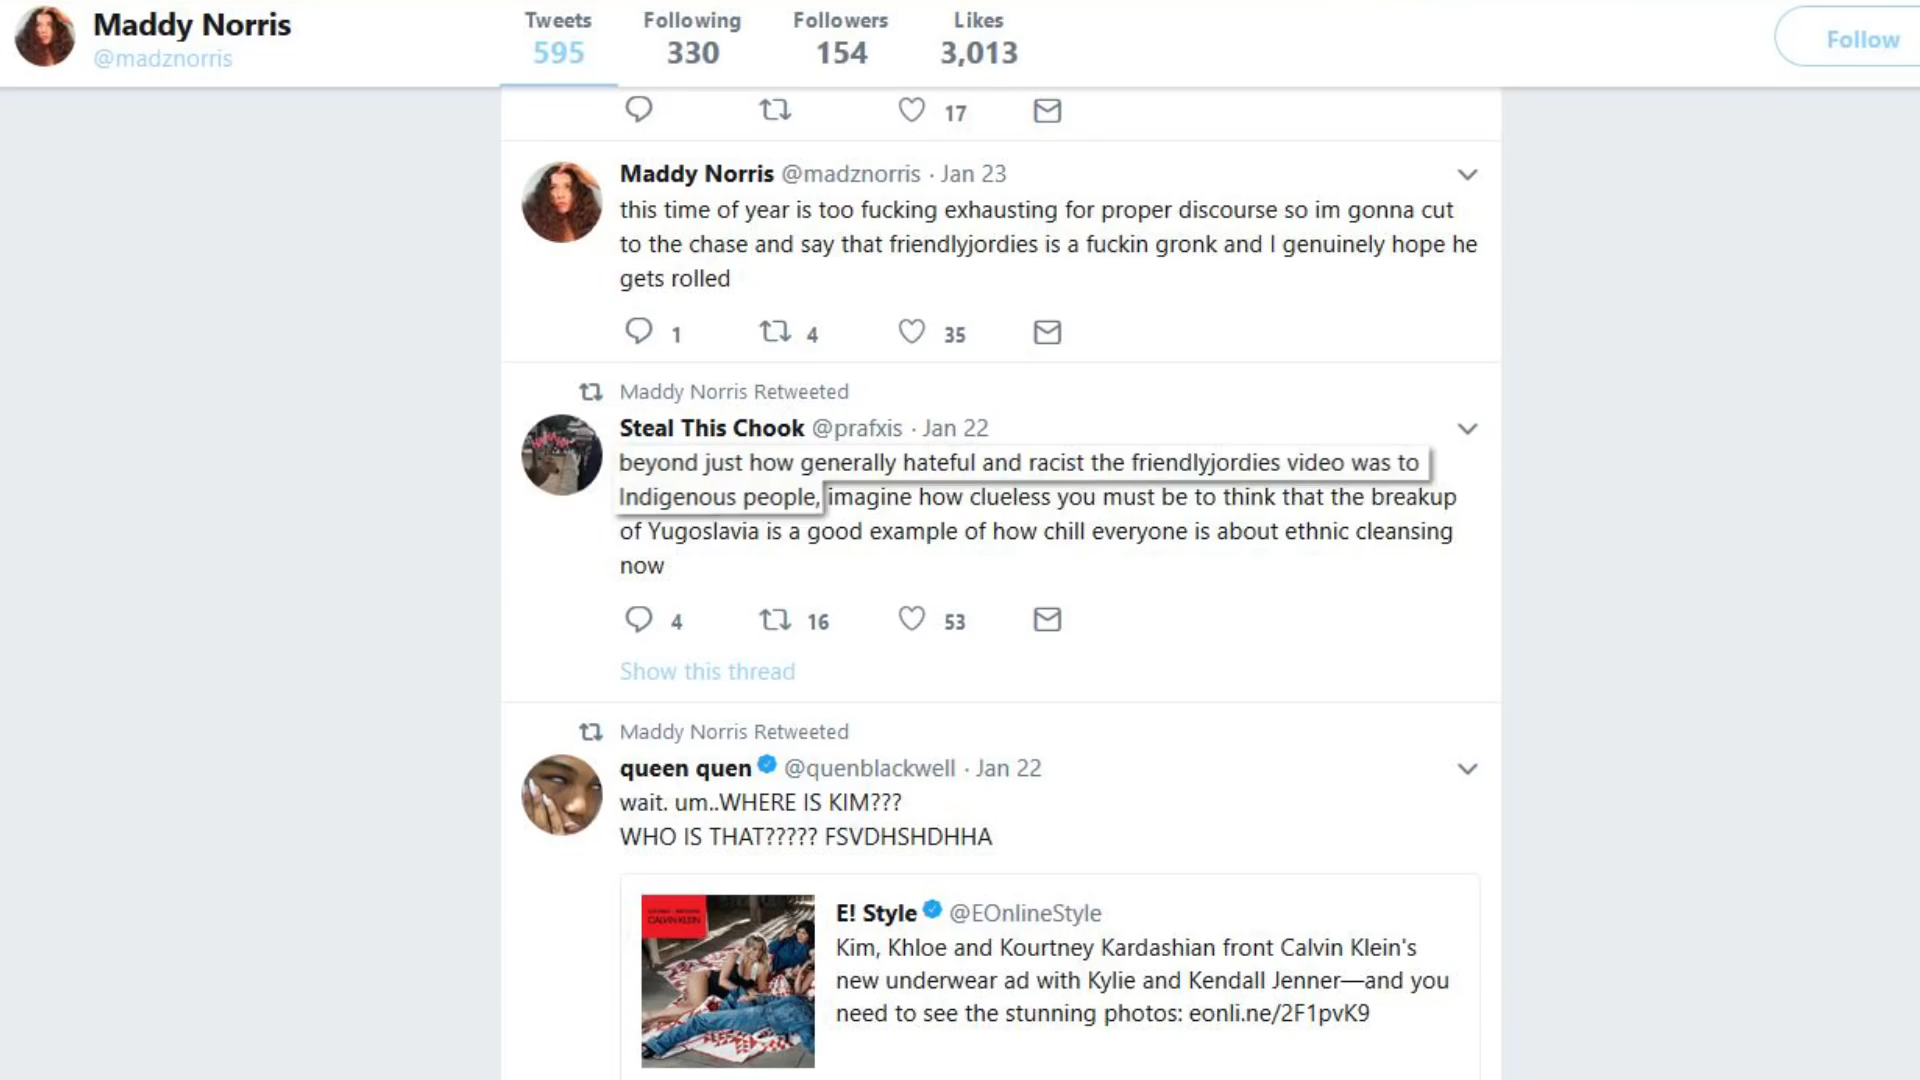 Maddy Norris
@madznorris
Tweets
595
Following
330
Followers
154
Likes
3,013
Follow
17
Maddy Norris @madznorris · Jan 23
this time of year is too fucking exhausting for proper discourse so im gonna cut
to the chase and say that friendlyjordies is a fuckin gronk and I genuinely hope he
gets rolled
1 4 35
Maddy Norris Retweeted
Steal This Chook @prafxis · Jan 22
beyond just how generally hateful and racist the friendlyjordies video was to
Indigenous people, imagine how clueless you must be to think that the breakup
of Yugoslavia is a good example of how chill everyone is about ethnic cleansing
now
4 16 53
Show this thread
Maddy Norris Retweeted
queen quen @quenblackwell · Jan 22
wait. um..WHERE IS KIM???
WHO IS THAT????? FSVDHSHDHHA
CALVIN KLEIN
E! Style @EOnlineStyle
Kim, Khloe and Kourtney Kardashian front Calvin Klein's
new underwear ad with Kylie and Kendall Jenner—and you
need to see the stunning photos: eonli.ne/2F1pvK9